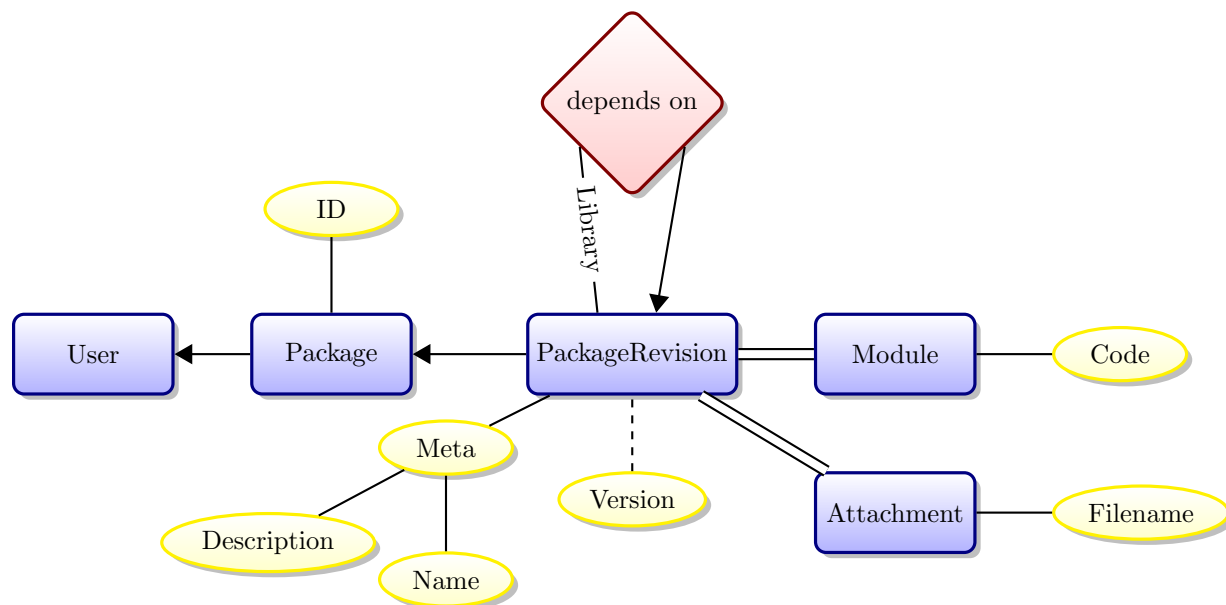 depends on
Library
ID
User
Package
PackageRevision
Module
Code
Meta
Version
Attachment
Filename
Description
Name